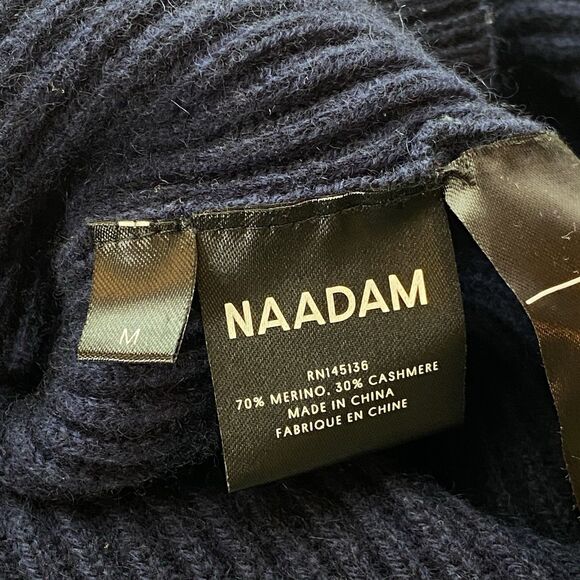 M
NAADAM
RN145136
70% MERINO, 30% CASHMERE
MADE IN CHINA
FABRIQUE EN CHINE